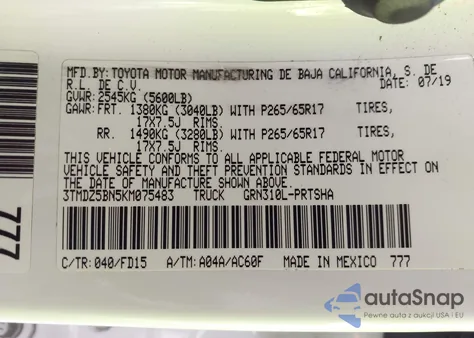 MFD.BY:TOYOTA MOTOR MANUFACTURING DE BAJA CALIFORNIA, S. DE
R.L. DE C.V. DATE: 07/19
GVWR:2545KG (5600LB)
GAWR:FRT. 1380KG (3040LB) WITH P265/65R17 TIRES,
17X7.5J RIMS.
RR. 1490KG (3280LB) WITH P265/65R17 TIRES,
17X7.5J RIMS.
THIS VEHICLE CONFORMS TO ALL APPLICABLE FEDERAL MOTOR
VEHICLE SAFETY AND THEFT PREVENTION STANDARDS IN EFFECT ON
THE DATE OF MANUFACTURE SHOWN ABOVE.
3TMDZ5BN5KM075483 TRUCK GRN310L-PRTSHA
C/TR:040/FD15 A/TM:A04A/AC60F MADE IN MEXICO 777
777
autoSnap
Pewne auta z aukcji USA i EU